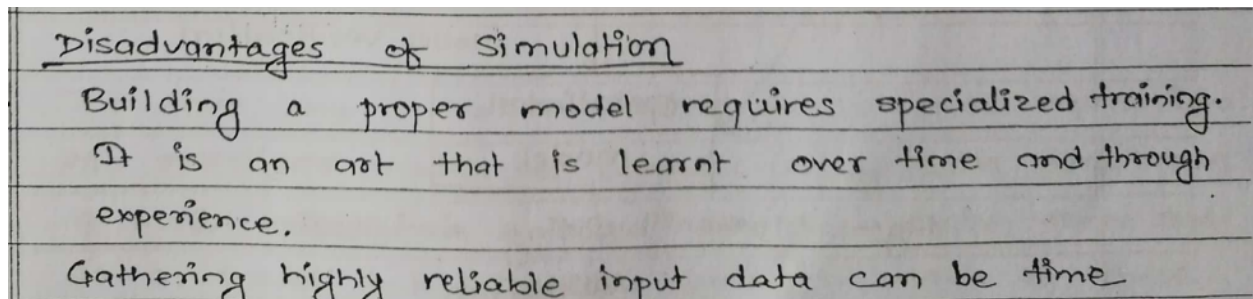 Disadvantages of Simulation
Building a proper model requires specialized training.
It is an art that is learnt over time and through
experience.
Gathering highly reliable input data can be time